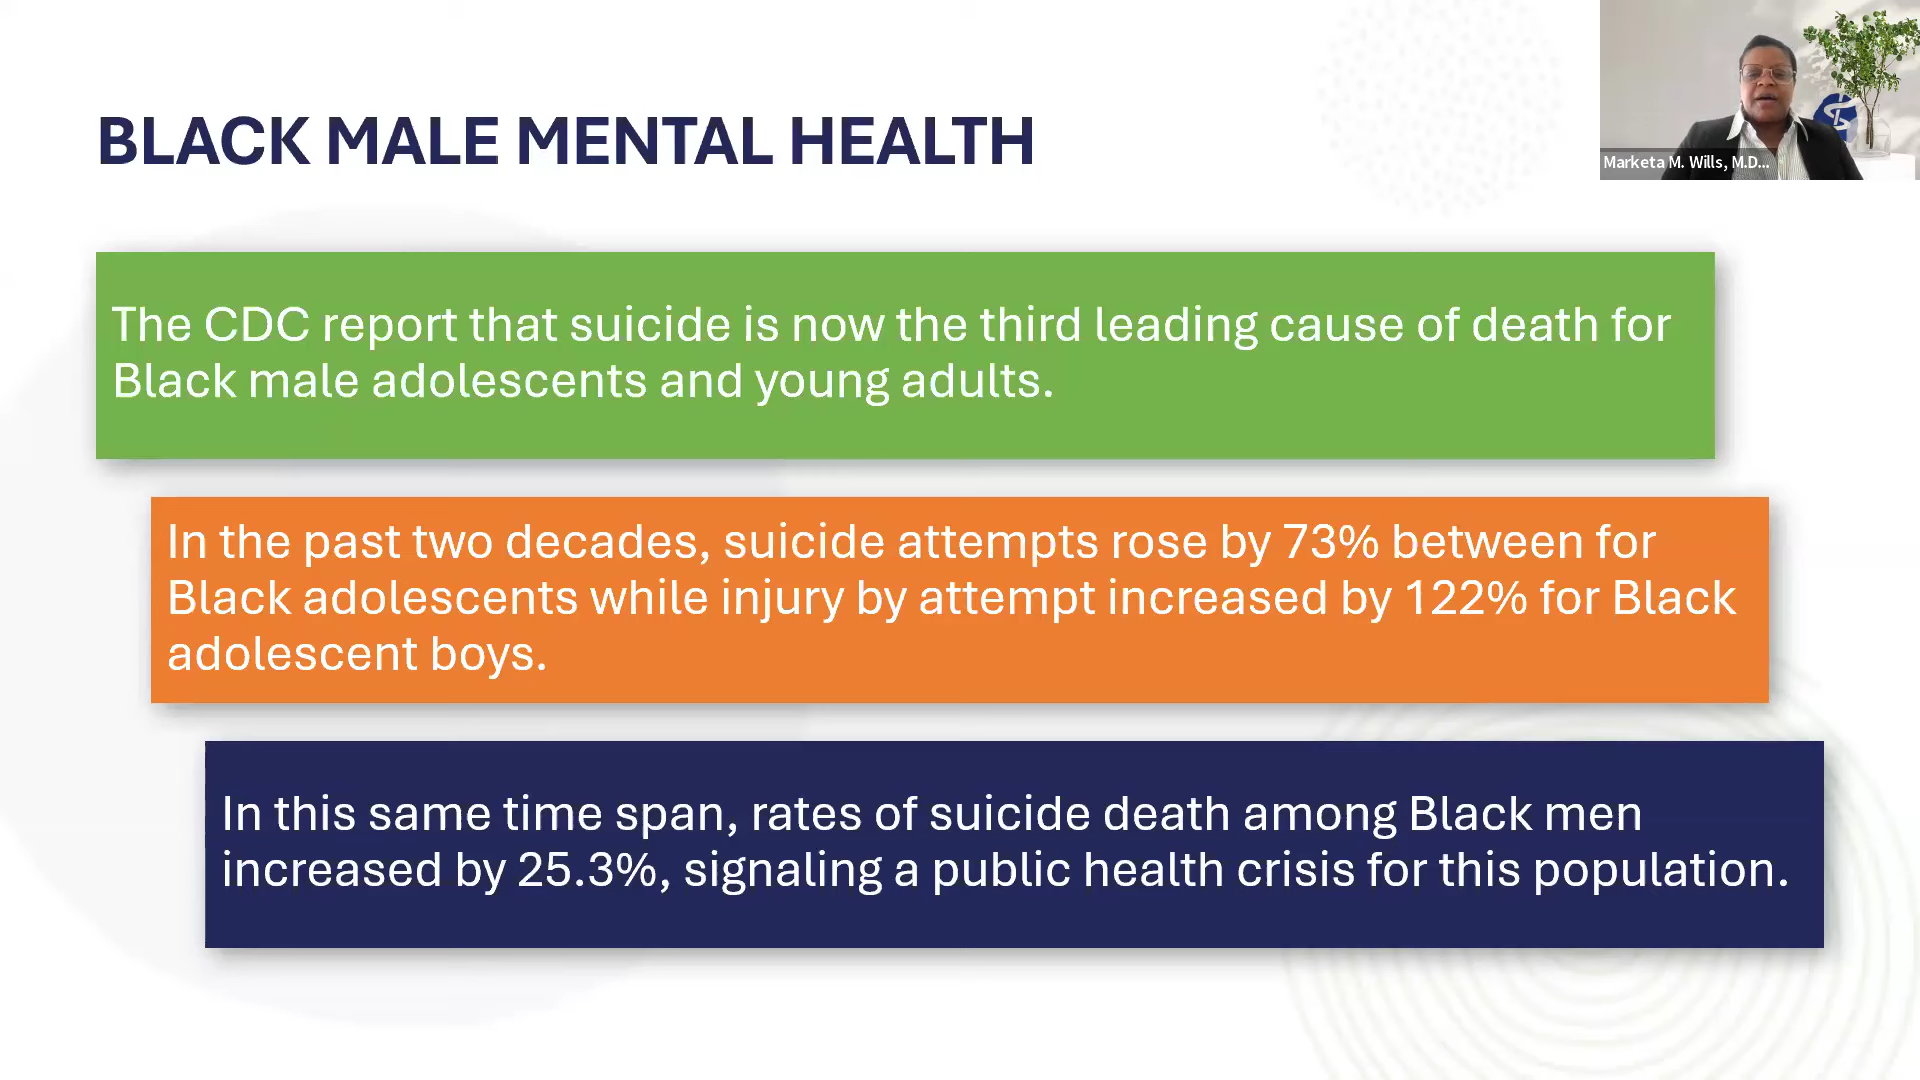 BLACK MALE MENTAL HEALTH
Marketa M. Wills, M.D...
The CDC report that suicide is now the third leading cause of death for
Black male adolescents and young adults.
In the past two decades, suicide attempts rose by 73% between for
Black adolescents while injury by attempt increased by 122% for Black
adolescent boys.
In this same time span, rates of suicide death among Black men
increased by 25.3%, signaling a public health crisis for this population.